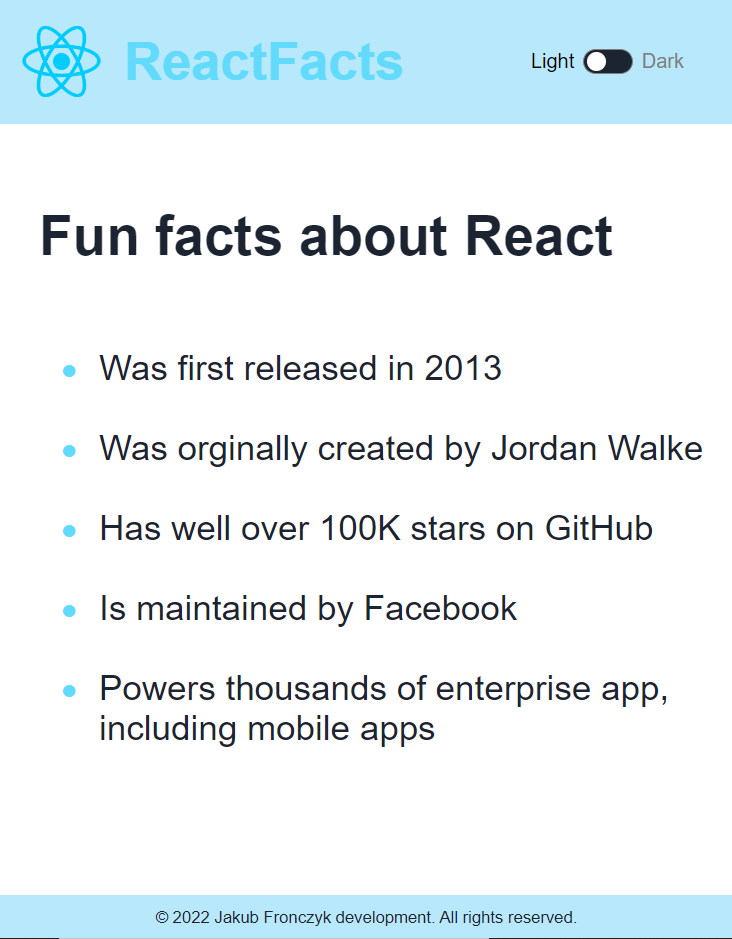 ReactFacts
Light Dark
Fun facts about React
Was first released in 2013
Was orginally created by Jordan Walke
Has well over 100K stars on GitHub
Is maintained by Facebook
Powers thousands of enterprise app,
including mobile apps
© 2022 Jakub Fronczyk development. All rights reserved.